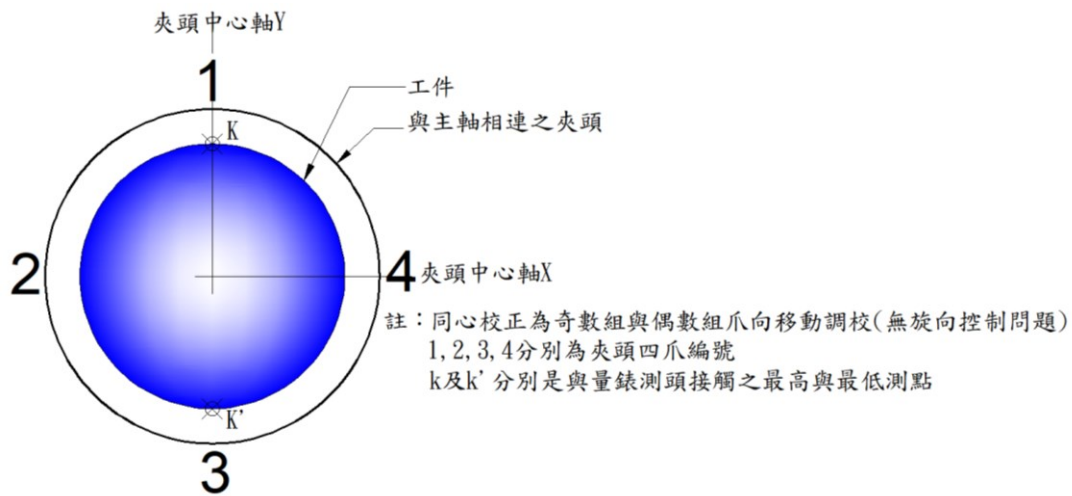 夾頭中心軸Y
1
K
工件
與主軸相連之夾頭
2
4
夾頭中心軸X
註：同心校正為奇數組與偶數組爪向移動調校(無旋向控制問題)
1,2,3,4分別為夾頭四爪編號
k及k'分別是與量錶測頭接觸之最高與最低測點
K'
3